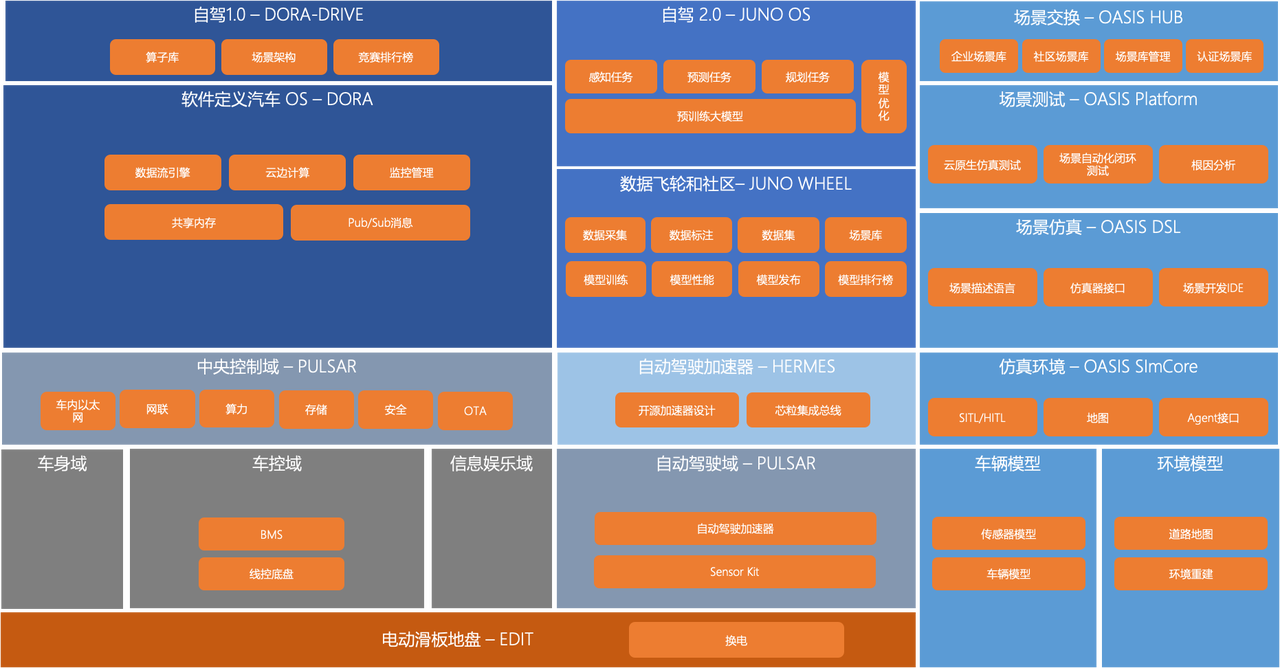 自驾1.0 – DORA-DRIVE
算子库
场景架构
竞赛排行榜
软件定义汽车 OS – DORA
数据流引擎
云边计算
监控管理
共享内存
Pub/Sub消息
自驾 2.0 – JUNO OS
感知任务
预测任务
规划任务
模型优化
预训练大模型
数据飞轮和社区– JUNO WHEEL
数据采集
数据标注
数据集
场景库
模型训练
模型性能
模型发布
模型排行榜
场景交换 – OASIS HUB
企业场景库
社区场景库
场景库管理
认证场景库
场景测试 – OASIS Platform
云原生仿真测试
场景自动化闭环
测试
根因分析
场景仿真 – OASIS DSL
场景描述语言
仿真器接口
场景开发IDE
中央控制域 – PULSAR
车内以太
网
网联
算力
存储
安全
OTA
自动驾驶加速器 – HERMES
开源加速器设计
芯粒集成总线
仿真环境 – OASIS SImCore
SITL/HITL
地图
Agent接口
车身域
车控域
BMS
线控底盘
信息娱乐域
自动驾驶域 – PULSAR
自动驾驶加速器
Sensor Kit
车辆模型
传感器模型
车辆模型
环境模型
道路地图
环境重建
电动滑板地盘 – EDIT
换电